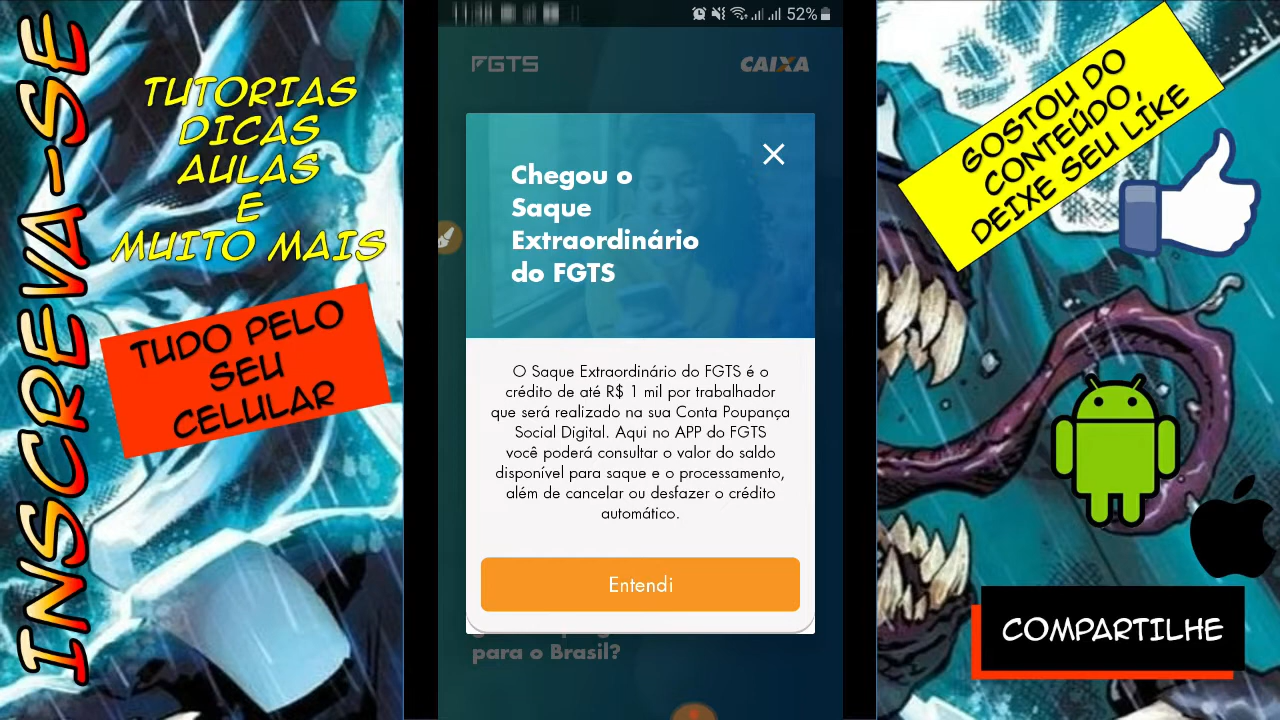 INSCREVA-SE
TUTORIAS
DICAS
AULAS
E
MUITO MAIS
TUDO PELO
SEU
CELULAR
52%
FGTS
CAIXA
Chegou o
Saque
Extraordinário
do FGTS
O Saque Extraordinário do FGTS é o
crédito de até R$ 1 mil por trabalhador
que será realizado na sua Conta Poupança
Social Digital. Aqui no APP do FGTS
você poderá consultar o valor do saldo
disponível para saque e o processamento,
além de cancelar ou desfazer o crédito
automático.
Entendi
para o Brasil?
GOSTOU DO
CONTEÚDO,
DEIXE SEU LIKE
COMPARTILHE